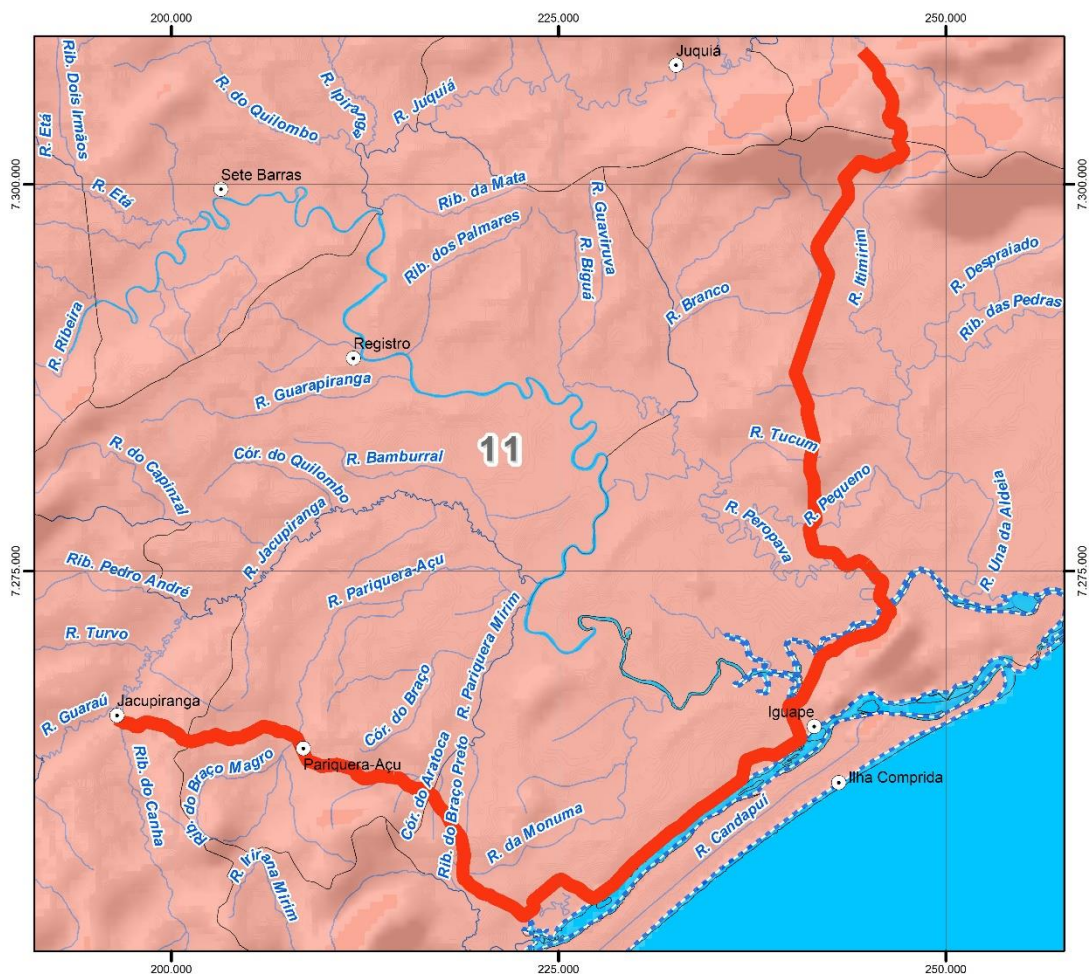 200.000
225.000
250.000
Juquiá
Rib. Dois Irmãos
R. Etá
R. do Quilombo
R. Ipiranga
R. Juquiá
7.300.000
7.300.000
Sete Barras
R. Etá
Rib. da Mata
R. Guaviruva
Rib. dos Palmares
R. Biguá
R. Branco
R. Itimirim
R. Despraiado
Rib. das Pedras
R. Ribeira
Registro
R. Guarapiranga
11
R. Tucum
R. do Capinzal
Cór. do Quilombo
R. Bamburral
R. Jacupiranga
R. Pequeno
R. Peropava
R. Una da Aldeia
7.275.000
7.275.000
Rib. Pedro André
R. Pariquera-Açu
R. Turvo
R. Pariquera Mirim
R. Guaraú
Jacupiranga
Cór. do Braço
Iguape
Pariquera-Açu
Ilha Comprida
Rib. do Braço Magro
Rib. do Canha
Cór. do Aratoca
Rib. do Braço Preto
R. da Monuma
R. Candapuí
R. Irirana Mirim
200.000
225.000
250.000